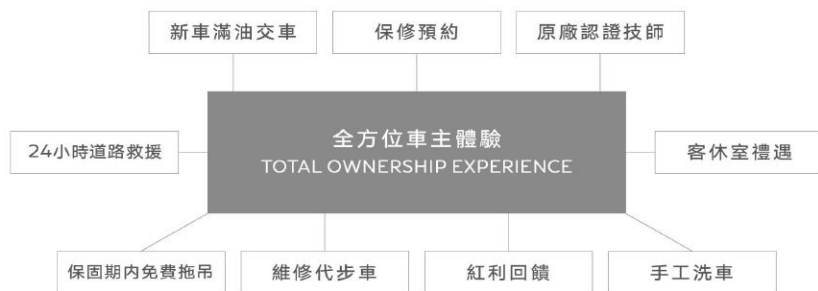 新車滿油交車
保修預約
原廠認證技師
24小時道路救援
全方位車主體驗
TOTAL OWNERSHIP EXPERIENCE
客休室禮遇
保固期內免費拖吊
維修代步車
紅利回饋
手工洗車